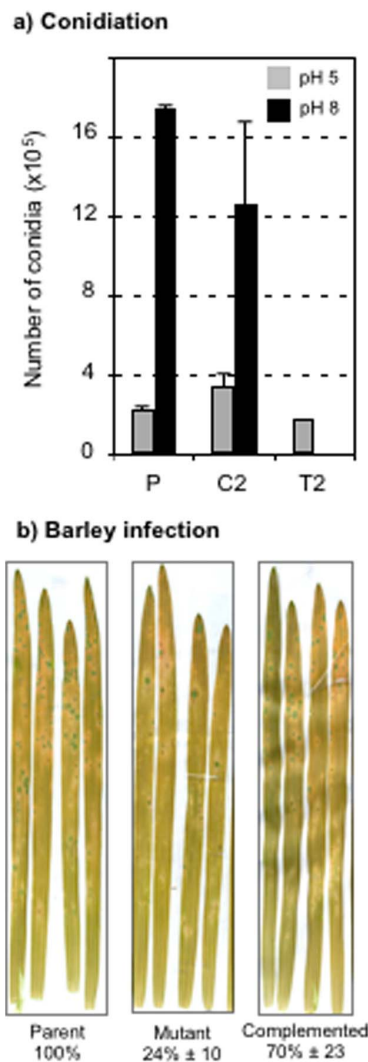 a) Conidiation
pH 5
pH 8
Number of conidia (x10⁵)
16
12
8
4
0
P C2 T2
b) Barley infection
Parent Mutant Complemented
100% 24% ± 10 70% ± 23